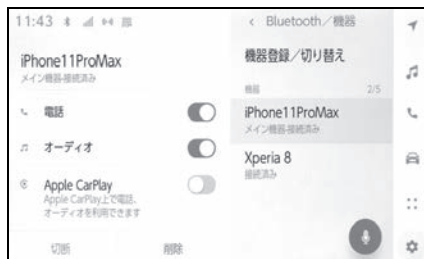 11:43
iPhone11ProMax
メイン機器-接続済み
電話
オーディオ
Apple CarPlay
Apple CarPlay上で電話、
オーディオを利用できます
切断
削除
< Bluetooth／機器
機器登録／切り替え
機器
2/5
iPhone11ProMax
メイン機器-接続済み
Xperia 8
接続済み